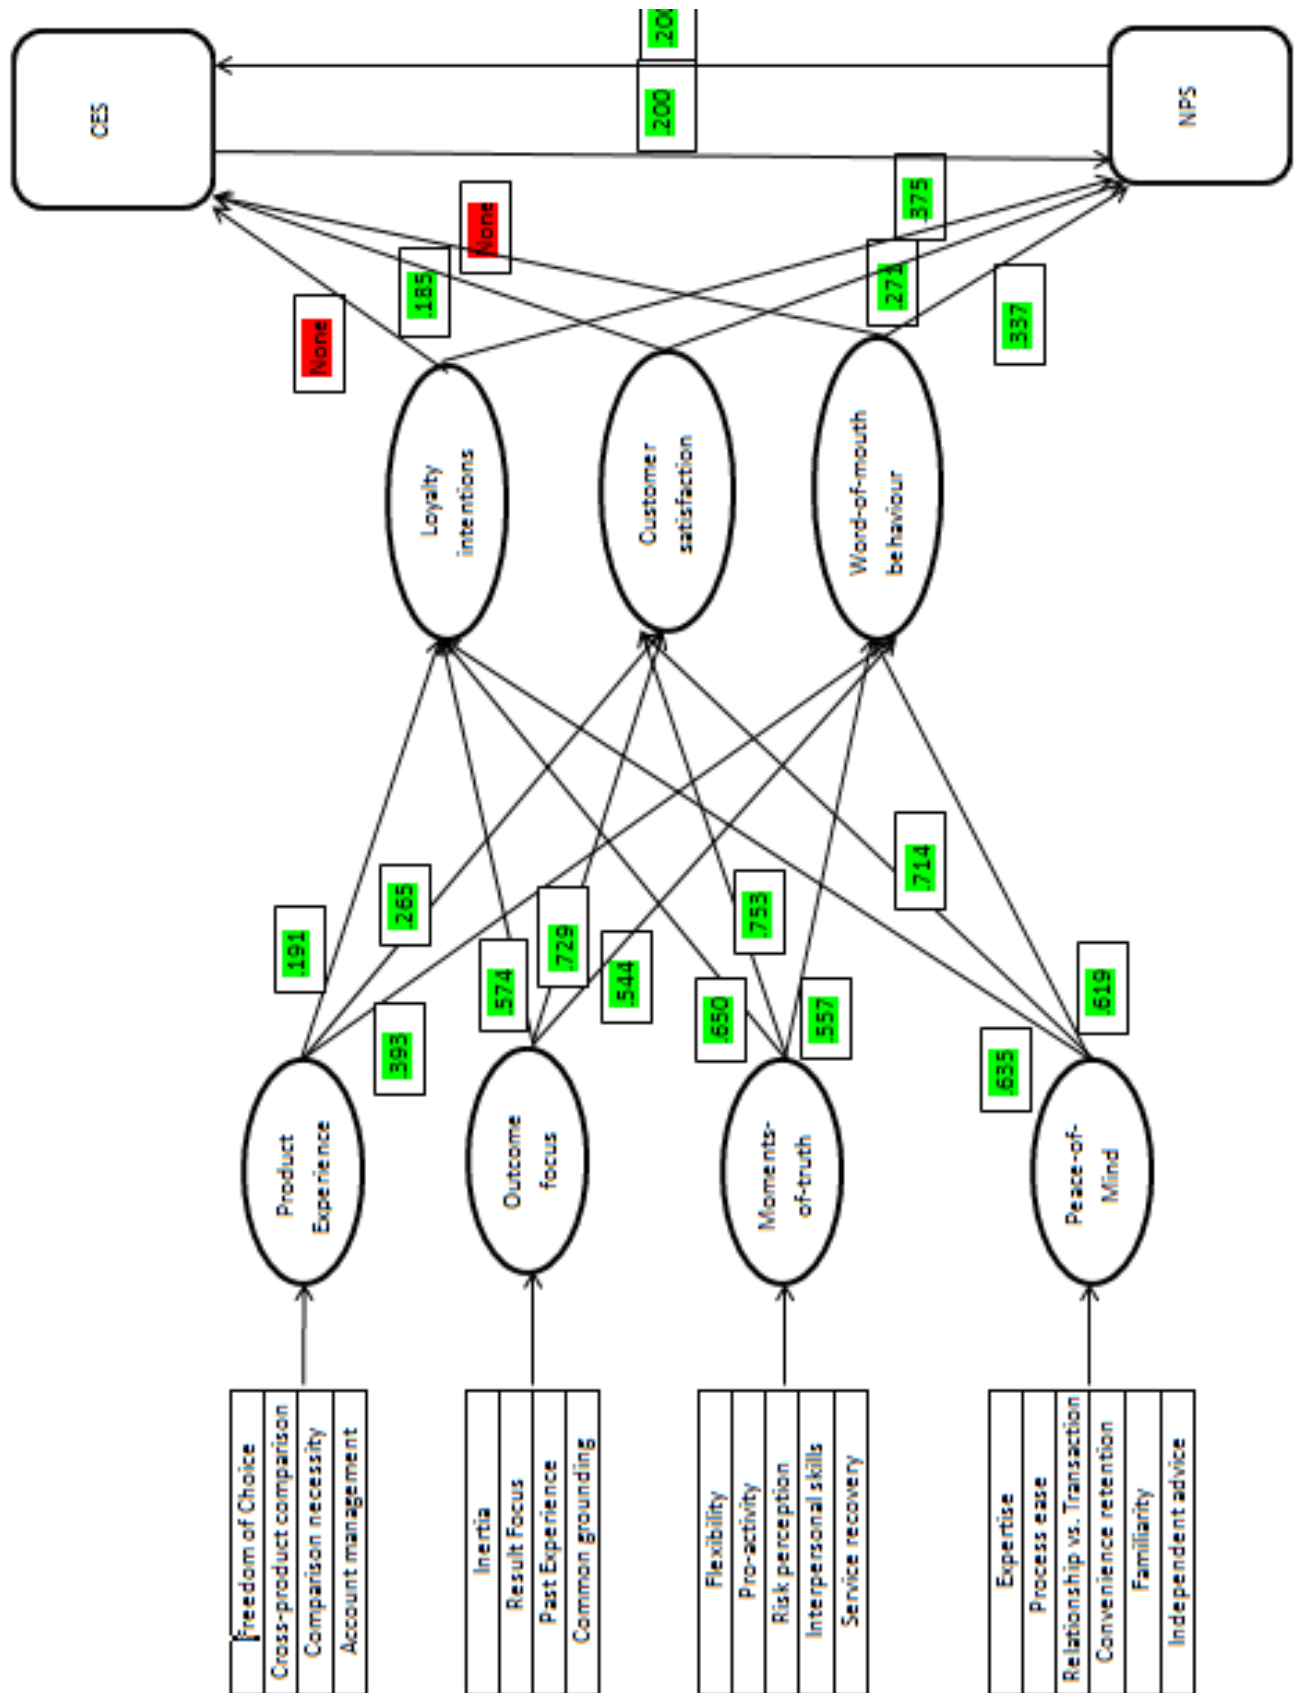 Freedom of Choice
Cross-product comparison
Comparison necessity
Account management
Inertia
Result Focus
Past Experience
Common grounding
Flexibility
Pro-activity
Risk perception
Interpersonal skills
Service recovery
Expertise
Process ease
Relationship vs. Transaction
Convenience retention
Familiarity
Independent advice
Product
Experience
Outcome
focus
Moments-
of-truth
Peace-of-
Mind
.191
.265
.393
.574
.729
.544
.650
.753
.557
.714
.635
.619
Loyalty
intentions
Customer
satisfaction
Word-of-mouth
behaviour
None
.185
None
.271
.375
.337
CES
.200
.200
NPS